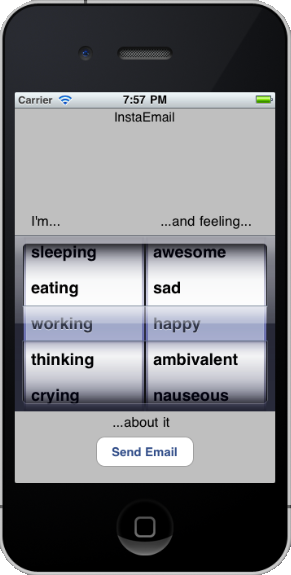 Carrier 7:57 PM
InstaEmail
I'm... ...and feeling...
sleeping awesome
eating sad
working happy
thinking ambivalent
crying nauseous
...about it
Send Email